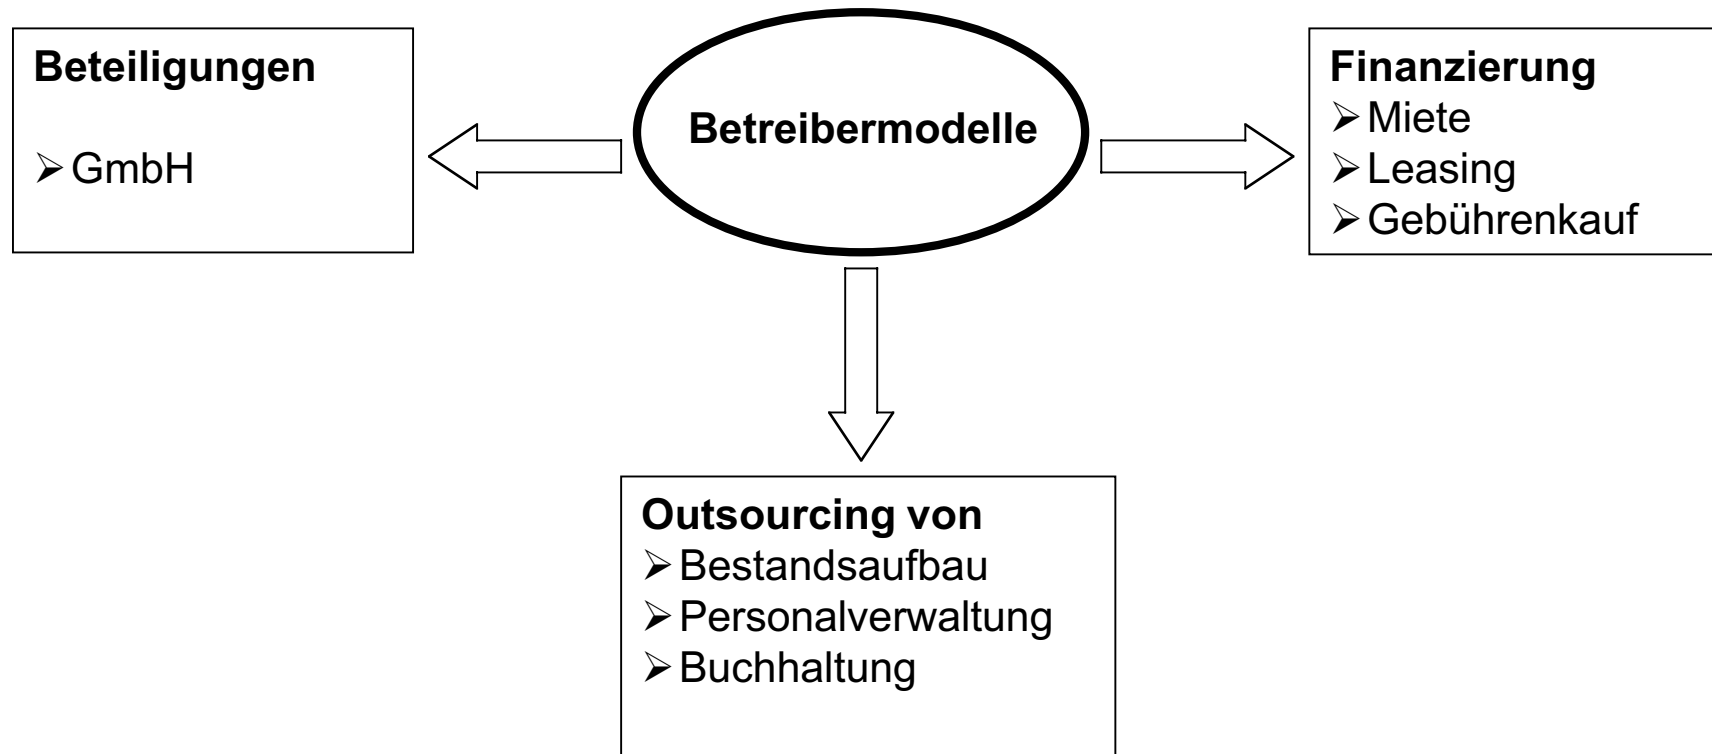 Beteiligungen
➢ GmbH
Betreibermodelle
Finanzierung
➢ Miete
➢ Leasing
➢ Gebührenkauf
Outsourcing von
➢ Bestandsaufbau
➢ Personalverwaltung
➢ Buchhaltung